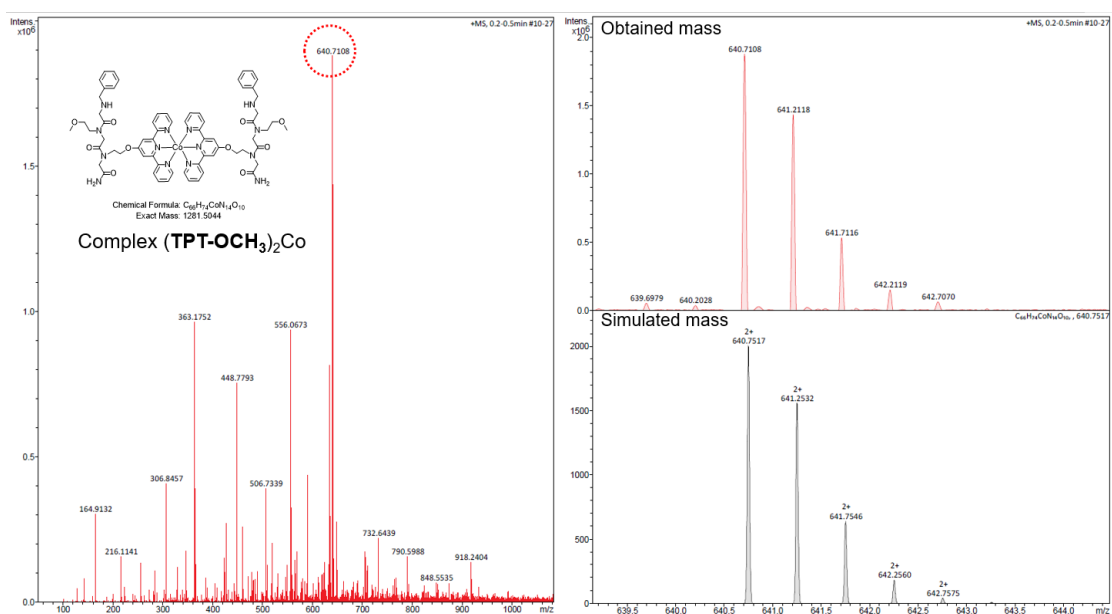 Intens.
x10⁶
+MS, 0.2-0.5min #10-27
640.7108
1.5
1.0
0.5
0.0
NH
O
N
O
O
N
O
H₂N
O
N
N
N
Co
N
N
N
O
HN
O
N
O
O
N
O
NH₂
Chemical Formula: C₆₆H₇₄CoN₁₄O₁₀
Exact Mass: 1281.5044
Complex (TPT-OCH₃)₂Co
363.1752
556.0673
448.7793
306.8457
506.7339
164.9132
216.1141
732.6439
790.5988
918.2404
848.5535
100
200
300
400
500
600
700
800
900
1000
m/z
Intens.
x10⁶
Obtained mass
+MS, 0.2-0.5min #10-27
2.0
1.5
1.0
0.5
0.0
640.7108
641.2118
641.7116
642.2119
642.7070
639.6979
640.2028
Simulated mass
C₆₆H₇₄CoN₁₄O₁₀, , 640.7517
2000
1500
1000
500
0
2+
640.7517
2+
641.2532
2+
641.7546
2+
642.2560
2+
642.7575
639.5
640.0
640.5
641.0
641.5
642.0
642.5
643.0
643.5
644.0
m/z